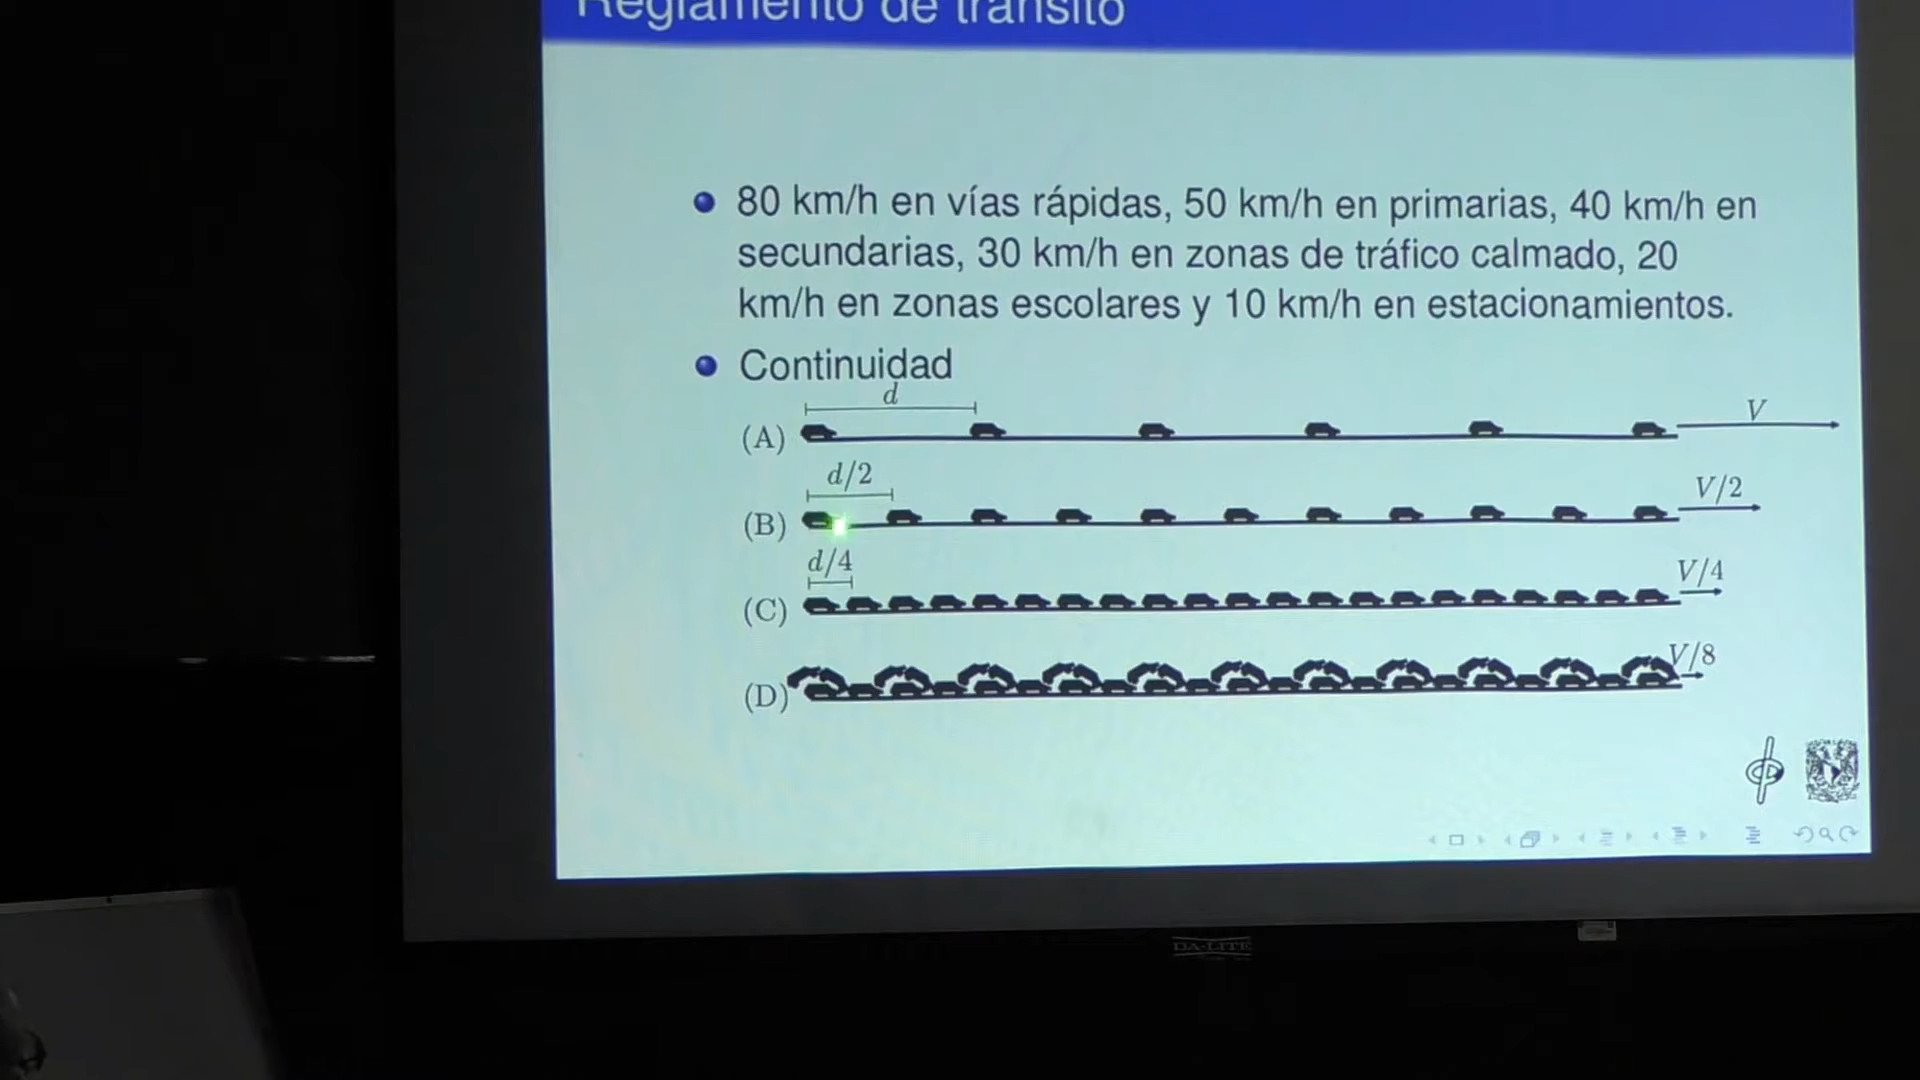 Reglamento de tránsito
80 km/h en vías rápidas, 50 km/h en primarias, 40 km/h en
secundarias, 30 km/h en zonas de tráfico calmado, 20
km/h en zonas escolares y 10 km/h en estacionamientos.
Continuidad
d
(A)
V
d/2
(B)
V/2
d/4
(C)
V/4
(D)
V/8
DA-LITE